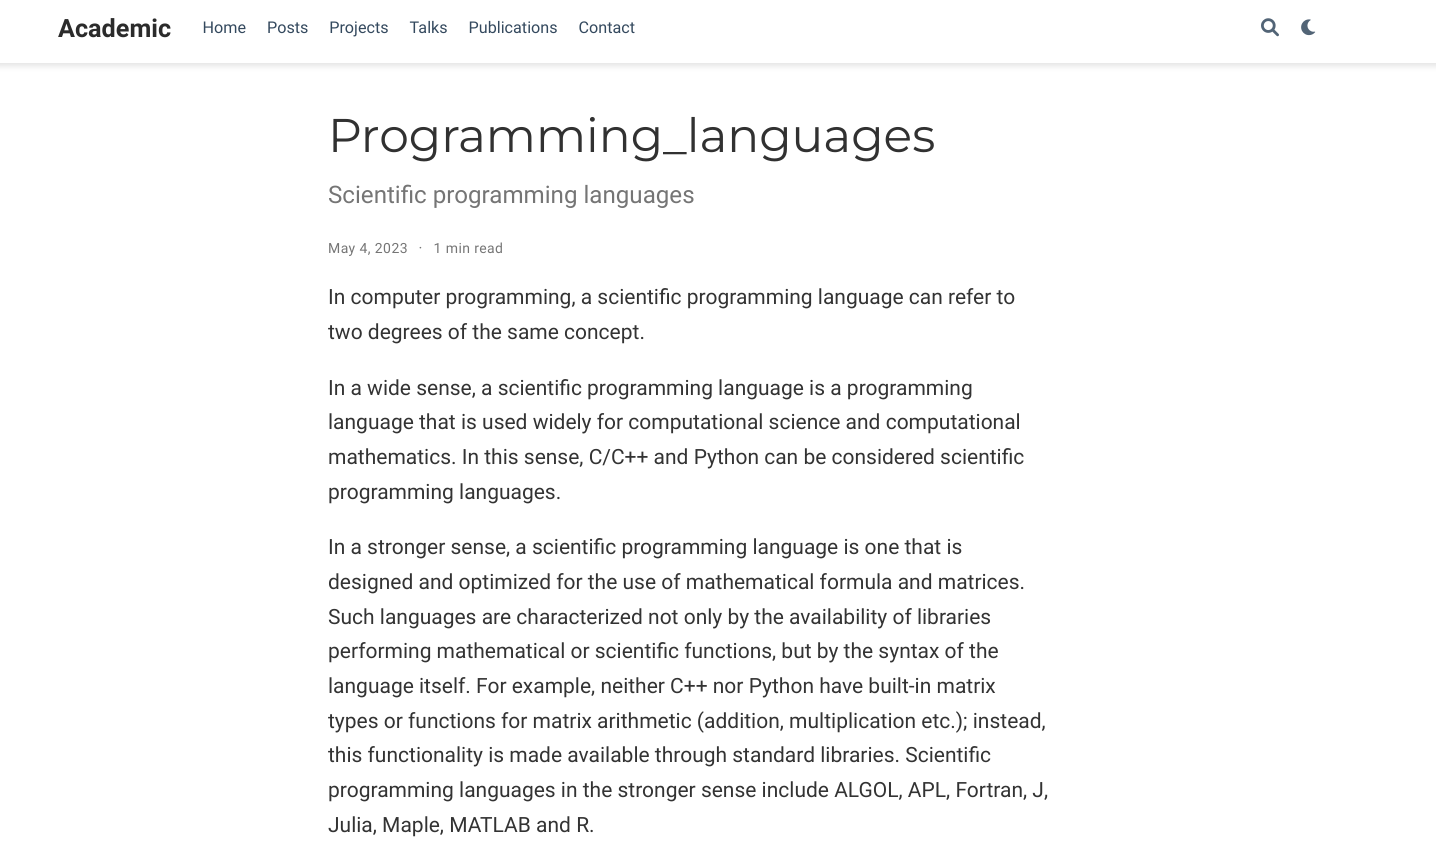 Academic Home Posts Projects Talks Publications Contact
Programming_languages
Scientific programming languages
May 4, 2023 · 1 min read
In computer programming, a scientific programming language can refer to
two degrees of the same concept.
In a wide sense, a scientific programming language is a programming
language that is used widely for computational science and computational
mathematics. In this sense, C/C++ and Python can be considered scientific
programming languages.
In a stronger sense, a scientific programming language is one that is
designed and optimized for the use of mathematical formula and matrices.
Such languages are characterized not only by the availability of libraries
performing mathematical or scientific functions, but by the syntax of the
language itself. For example, neither C++ nor Python have built-in matrix
types or functions for matrix arithmetic (addition, multiplication etc.); instead,
this functionality is made available through standard libraries. Scientific
programming languages in the stronger sense include ALGOL, APL, Fortran, J,
Julia, Maple, MATLAB and R.